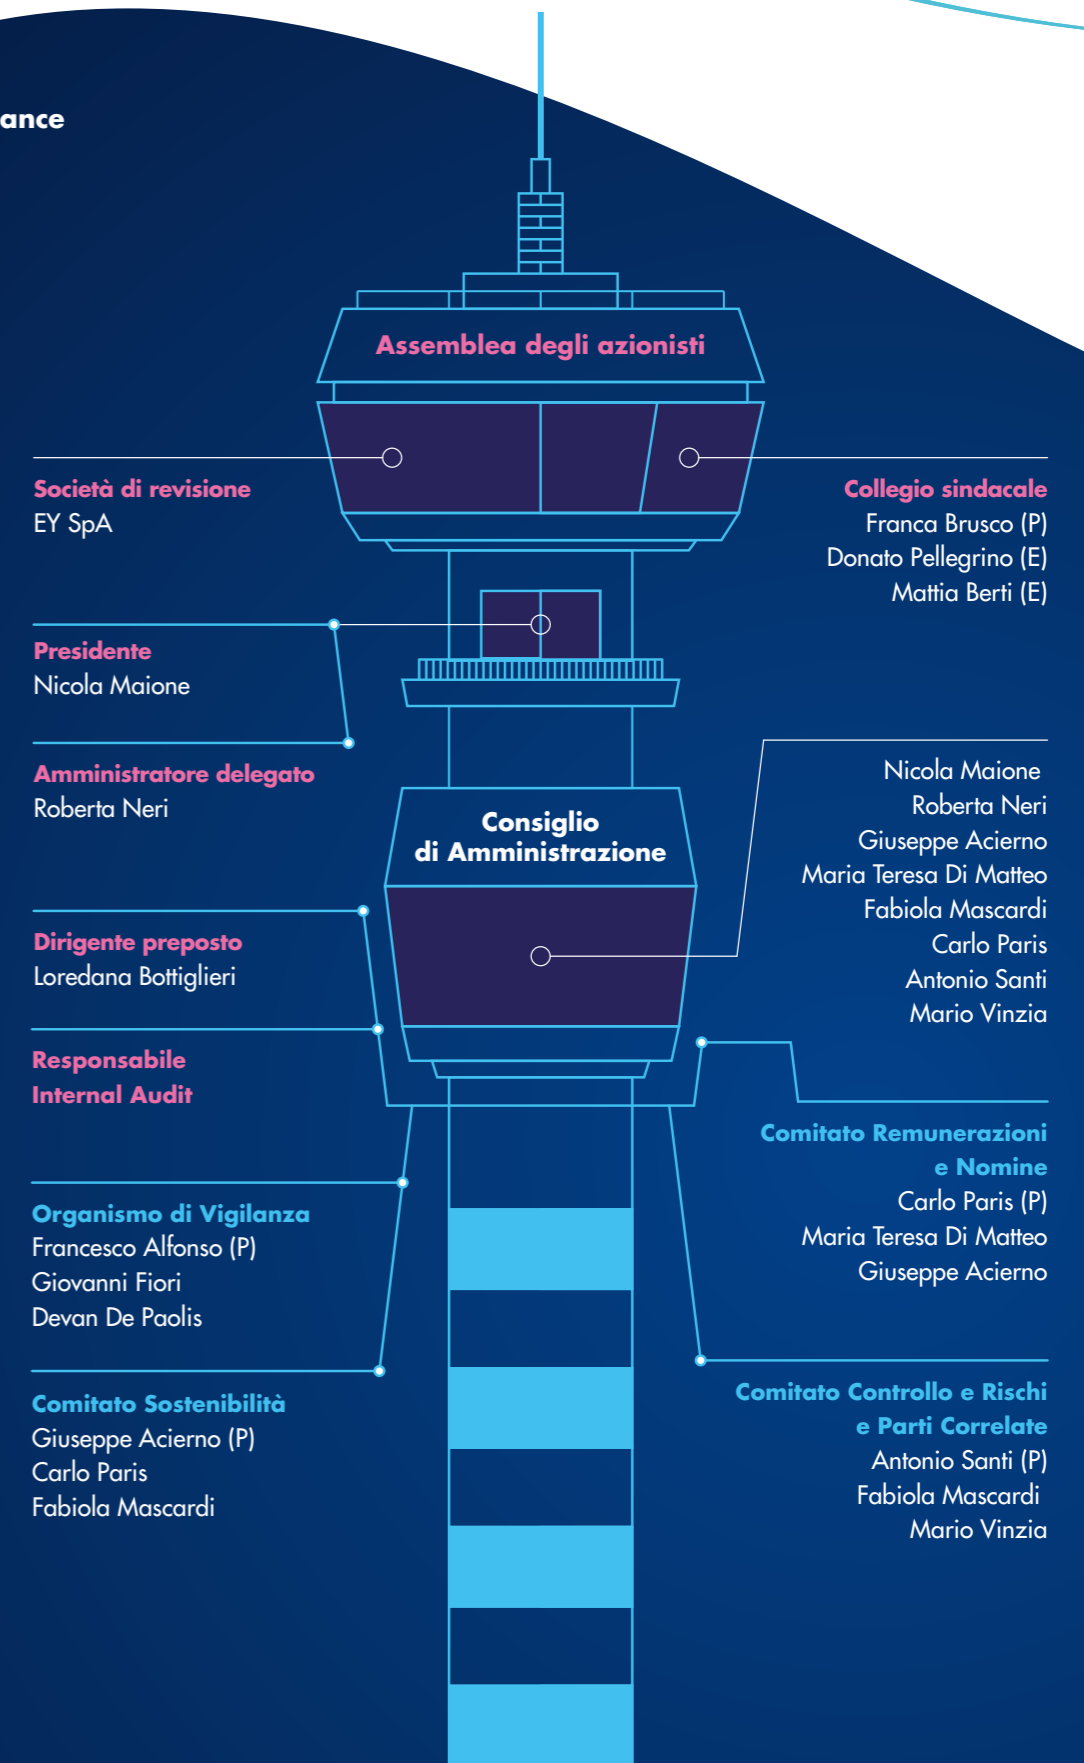 ance
Assemblea degli azionisti
Società di revisione
EY SpA
Collegio sindacale
Franca Brusco (P)
Donato Pellegrino (E)
Mattia Berti (E)
Presidente
Nicola Maione
Amministratore delegato
Roberta Neri
Consiglio
di Amministrazione
Nicola Maione
Roberta Neri
Giuseppe Acierno
Maria Teresa Di Matteo
Fabiola Mascardi
Carlo Paris
Antonio Santi
Mario Vinzia
Dirigente preposto
Loredana Bottiglieri
Responsabile
Internal Audit
Comitato Remunerazioni
e Nomine
Carlo Paris (P)
Maria Teresa Di Matteo
Giuseppe Acierno
Organismo di Vigilanza
Francesco Alfonso (P)
Giovanni Fiori
Devan De Paolis
Comitato Sostenibilità
Giuseppe Acierno (P)
Carlo Paris
Fabiola Mascardi
Comitato Controllo e Rischi
e Parti Correlate
Antonio Santi (P)
Fabiola Mascardi
Mario Vinzia